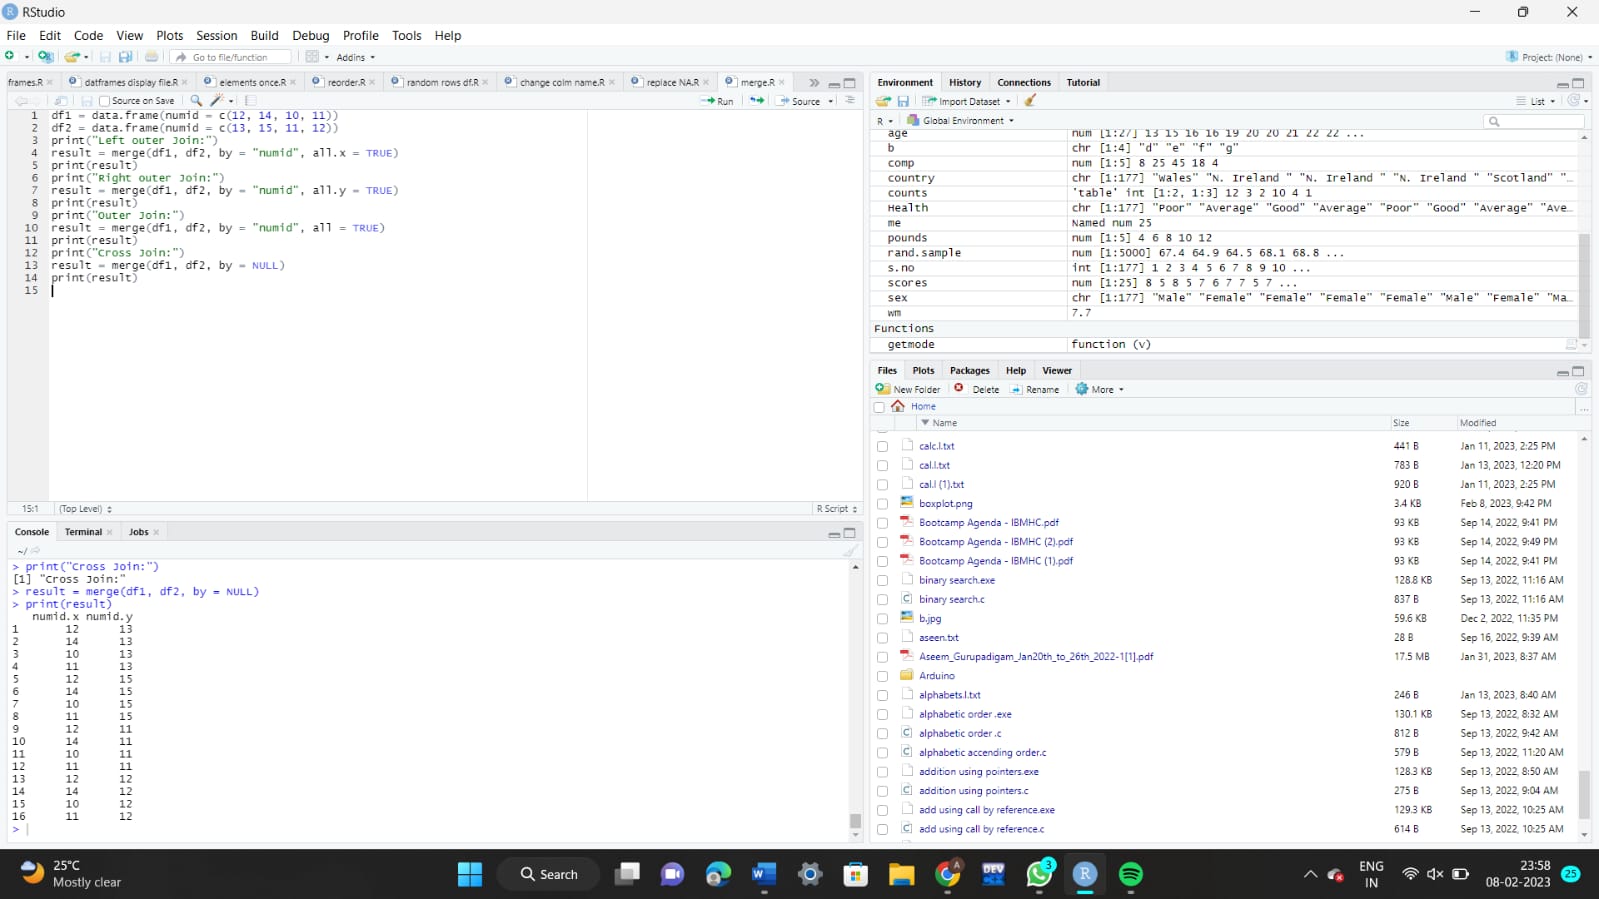 RStudio
File Edit Code View Plots Session Build Debug Profile Tools Help
Go to file/function Addins Project: (None)
frames.R datframes display file.R elements once.R reorder.R random rows df.R change colm name.R replace NA.R merge.R
Source on Save Run Source
1 df1 = data.frame(numid = c(12, 14, 10, 11))
2 df2 = data.frame(numid = c(13, 15, 11, 12))
3 print("Left outer Join:")
4 result = merge(df1, df2, by = "numid", all.x = TRUE)
5 print(result)
6 print("Right outer Join:")
7 result = merge(df1, df2, by = "numid", all.y = TRUE)
8 print(result)
9 print("Outer Join:")
10 result = merge(df1, df2, by = "numid", all = TRUE)
11 print(result)
12 print("Cross Join:")
13 result = merge(df1, df2, by = NULL)
14 print(result)
15
15:1 (Top Level) R Script
Console Terminal Jobs
~/
> print("Cross Join:")
[1] "Cross Join:"
> result = merge(df1, df2, by = NULL)
> print(result)
numid.x numid.y
1 12 13
2 14 13
3 10 13
4 11 13
5 12 15
6 14 15
7 10 15
8 11 15
9 12 11
10 14 11
11 10 11
12 11 11
13 12 12
14 14 12
15 10 12
16 11 12
>
Environment History Connections Tutorial
Import Dataset List
R Global Environment
age num [1:27] 13 15 16 16 19 20 20 21 22 22 ...
b chr [1:4] "d" "e" "f" "g"
comp num [1:5] 8 25 45 18 4
country chr [1:177] "Wales" "N. Ireland " "N. Ireland " "N. Ireland " "Scotland" "…
counts 'table' int [1:2, 1:3] 12 3 2 10 4 1
Health chr [1:177] "Poor" "Average" "Good" "Average" "Poor" "Good" "Average" "Ave…
me Named num 25
pounds num [1:5] 4 6 8 10 12
rand.sample num [1:5000] 67.4 64.9 64.5 68.1 68.8 ...
s.no int [1:177] 1 2 3 4 5 6 7 8 9 10 ...
scores num [1:25] 8 5 8 5 7 6 7 7 5 7 ...
sex chr [1:177] "Male" "Female" "Female" "Female" "Female" "Male" "Female" "Ma…
wm 7.7
Functions
getmode function (v)
Files Plots Packages Help Viewer
New Folder Delete Rename More
Home ...
Name Size Modified
calc.l.txt 441 B Jan 11, 2023, 2:25 PM
cal.l.txt 783 B Jan 13, 2023, 12:20 PM
cal.l (1).txt 920 B Jan 11, 2023, 2:25 PM
boxplot.png 3.4 KB Feb 8, 2023, 9:42 PM
Bootcamp Agenda - IBMHC.pdf 93 KB Sep 14, 2022, 9:41 PM
Bootcamp Agenda - IBMHC (2).pdf 93 KB Sep 14, 2022, 9:49 PM
Bootcamp Agenda - IBMHC (1).pdf 93 KB Sep 14, 2022, 9:41 PM
binary search.exe 128.8 KB Sep 13, 2022, 11:16 AM
binary search.c 837 B Sep 13, 2022, 11:16 AM
b.jpg 59.6 KB Dec 2, 2022, 11:35 PM
aseen.txt 28 B Sep 16, 2022, 9:39 AM
Aseem_Gurupadigam_Jan20th_to_26th_2022-1[1].pdf 17.5 MB Jan 31, 2023, 8:37 AM
Arduino
alphabets.l.txt 246 B Jan 13, 2023, 8:40 AM
alphabetic order .exe 130.1 KB Sep 13, 2022, 8:32 AM
alphabetic order .c 812 B Sep 13, 2022, 9:42 AM
alphabetic accending order.c 579 B Sep 13, 2022, 11:20 AM
addition using pointers.exe 128.3 KB Sep 13, 2022, 8:50 AM
addition using pointers.c 275 B Sep 13, 2022, 9:04 AM
add using call by reference.exe 129.3 KB Sep 13, 2022, 10:25 AM
add using call by reference.c 614 B Sep 13, 2022, 10:25 AM
25°C
Mostly clear
Search
DEV
3
A
ENG
IN
23:58
08-02-2023
25